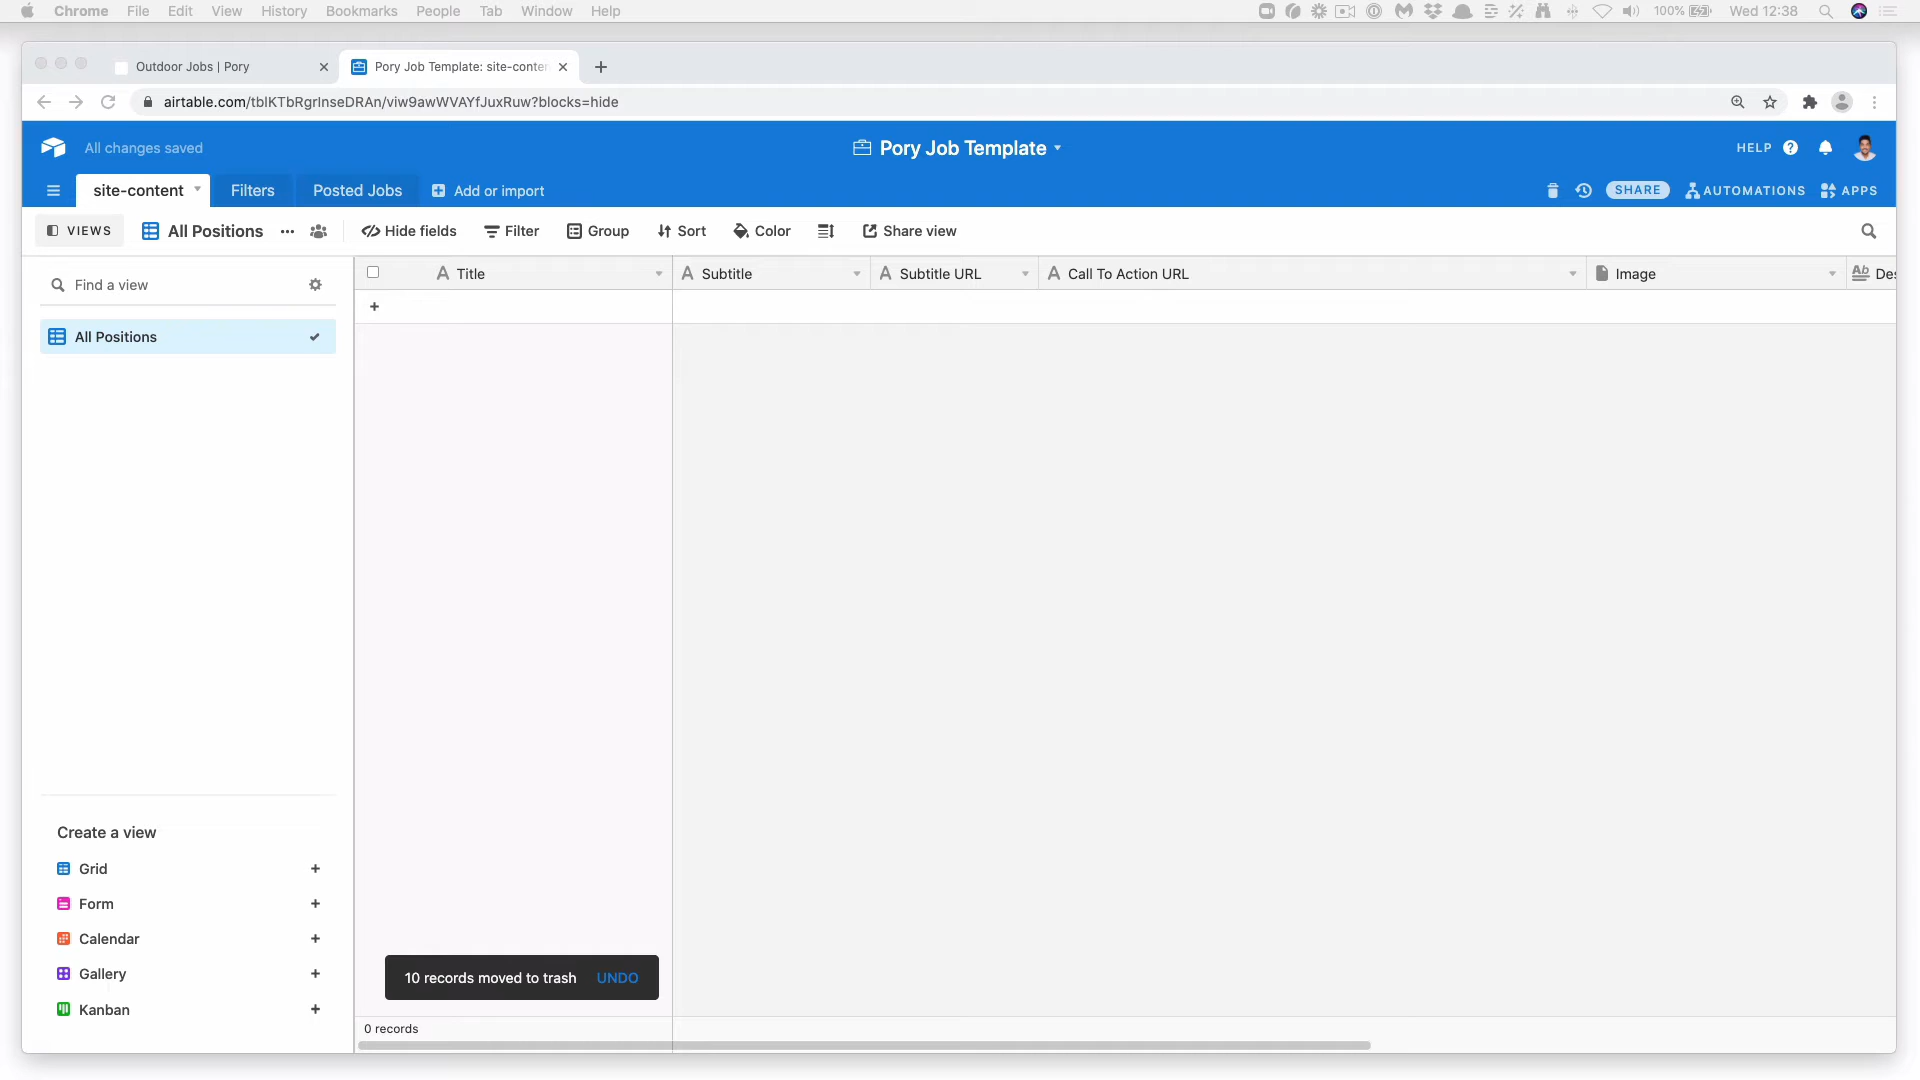 Chrome File Edit View History Bookmarks People Tab Window Help 100% Wed 12:38
Outdoor Jobs | Pory Pory Job Template: site-conten
airtable.com/tblKTbRgrInseDRAn/viw9awWVAYfJuxRuw?blocks=hide
All changes saved Pory Job Template HELP ?
site-content Filters Posted Jobs Add or import SHARE AUTOMATIONS APPS
VIEWS All Positions Hide fields Filter Group Sort Color Share view
Find a view Title Subtitle Subtitle URL Call To Action URL Image Des
All Positions
Create a view
Grid
Form
Calendar
Gallery
Kanban
10 records moved to trash UNDO
0 records